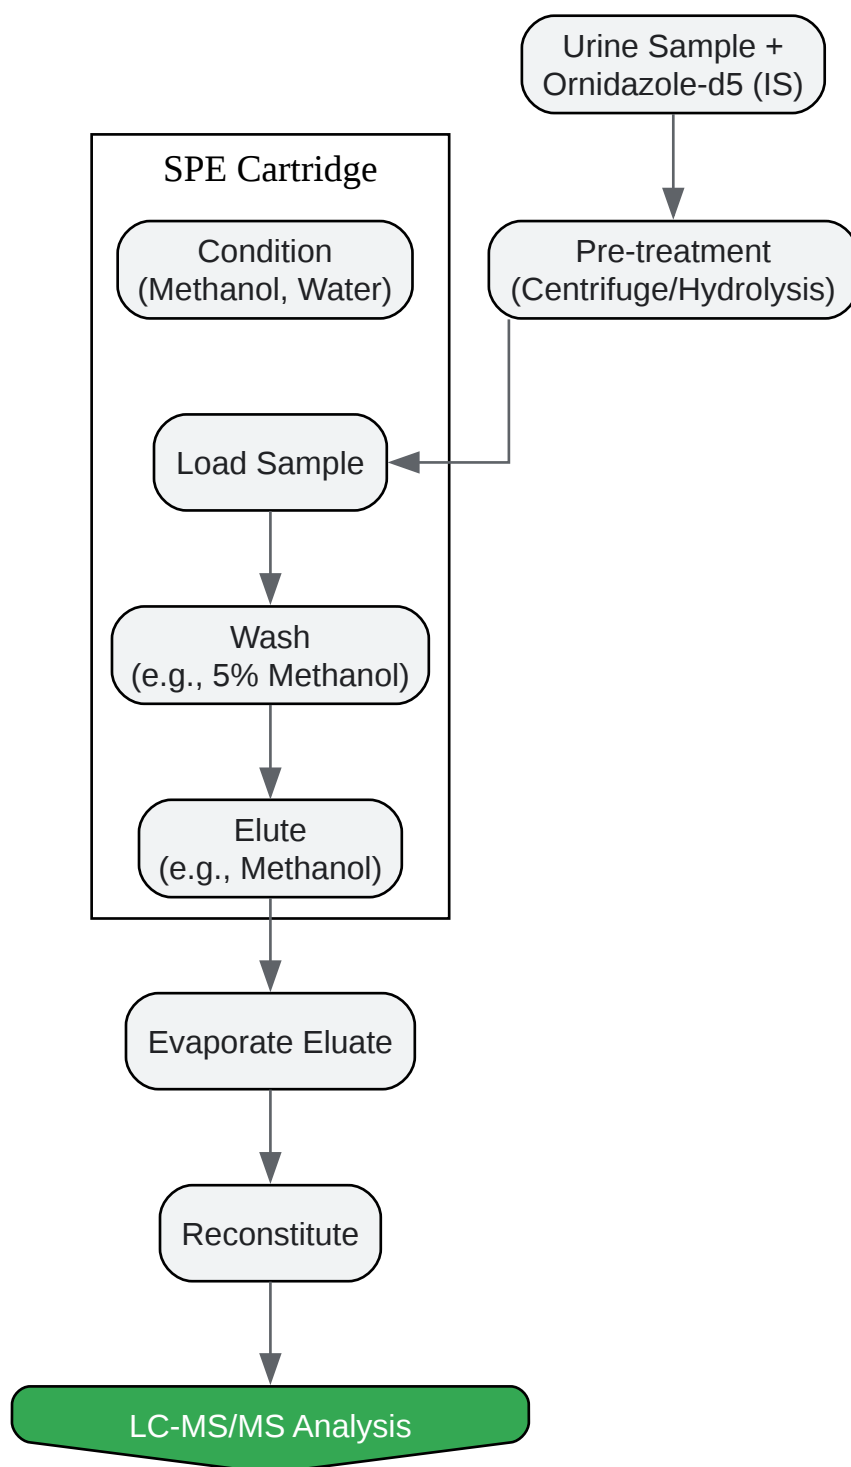 Urine Sample +
Ornidazole-d5 (IS)
SPE Cartridge
Condition
(Methanol, Water)
Pre-treatment
(Centrifuge/Hydrolysis)
Load Sample
Wash
(e.g., 5% Methanol)
Elute
(e.g., Methanol)
Evaporate Eluate
Reconstitute
LC-MS/MS Analysis